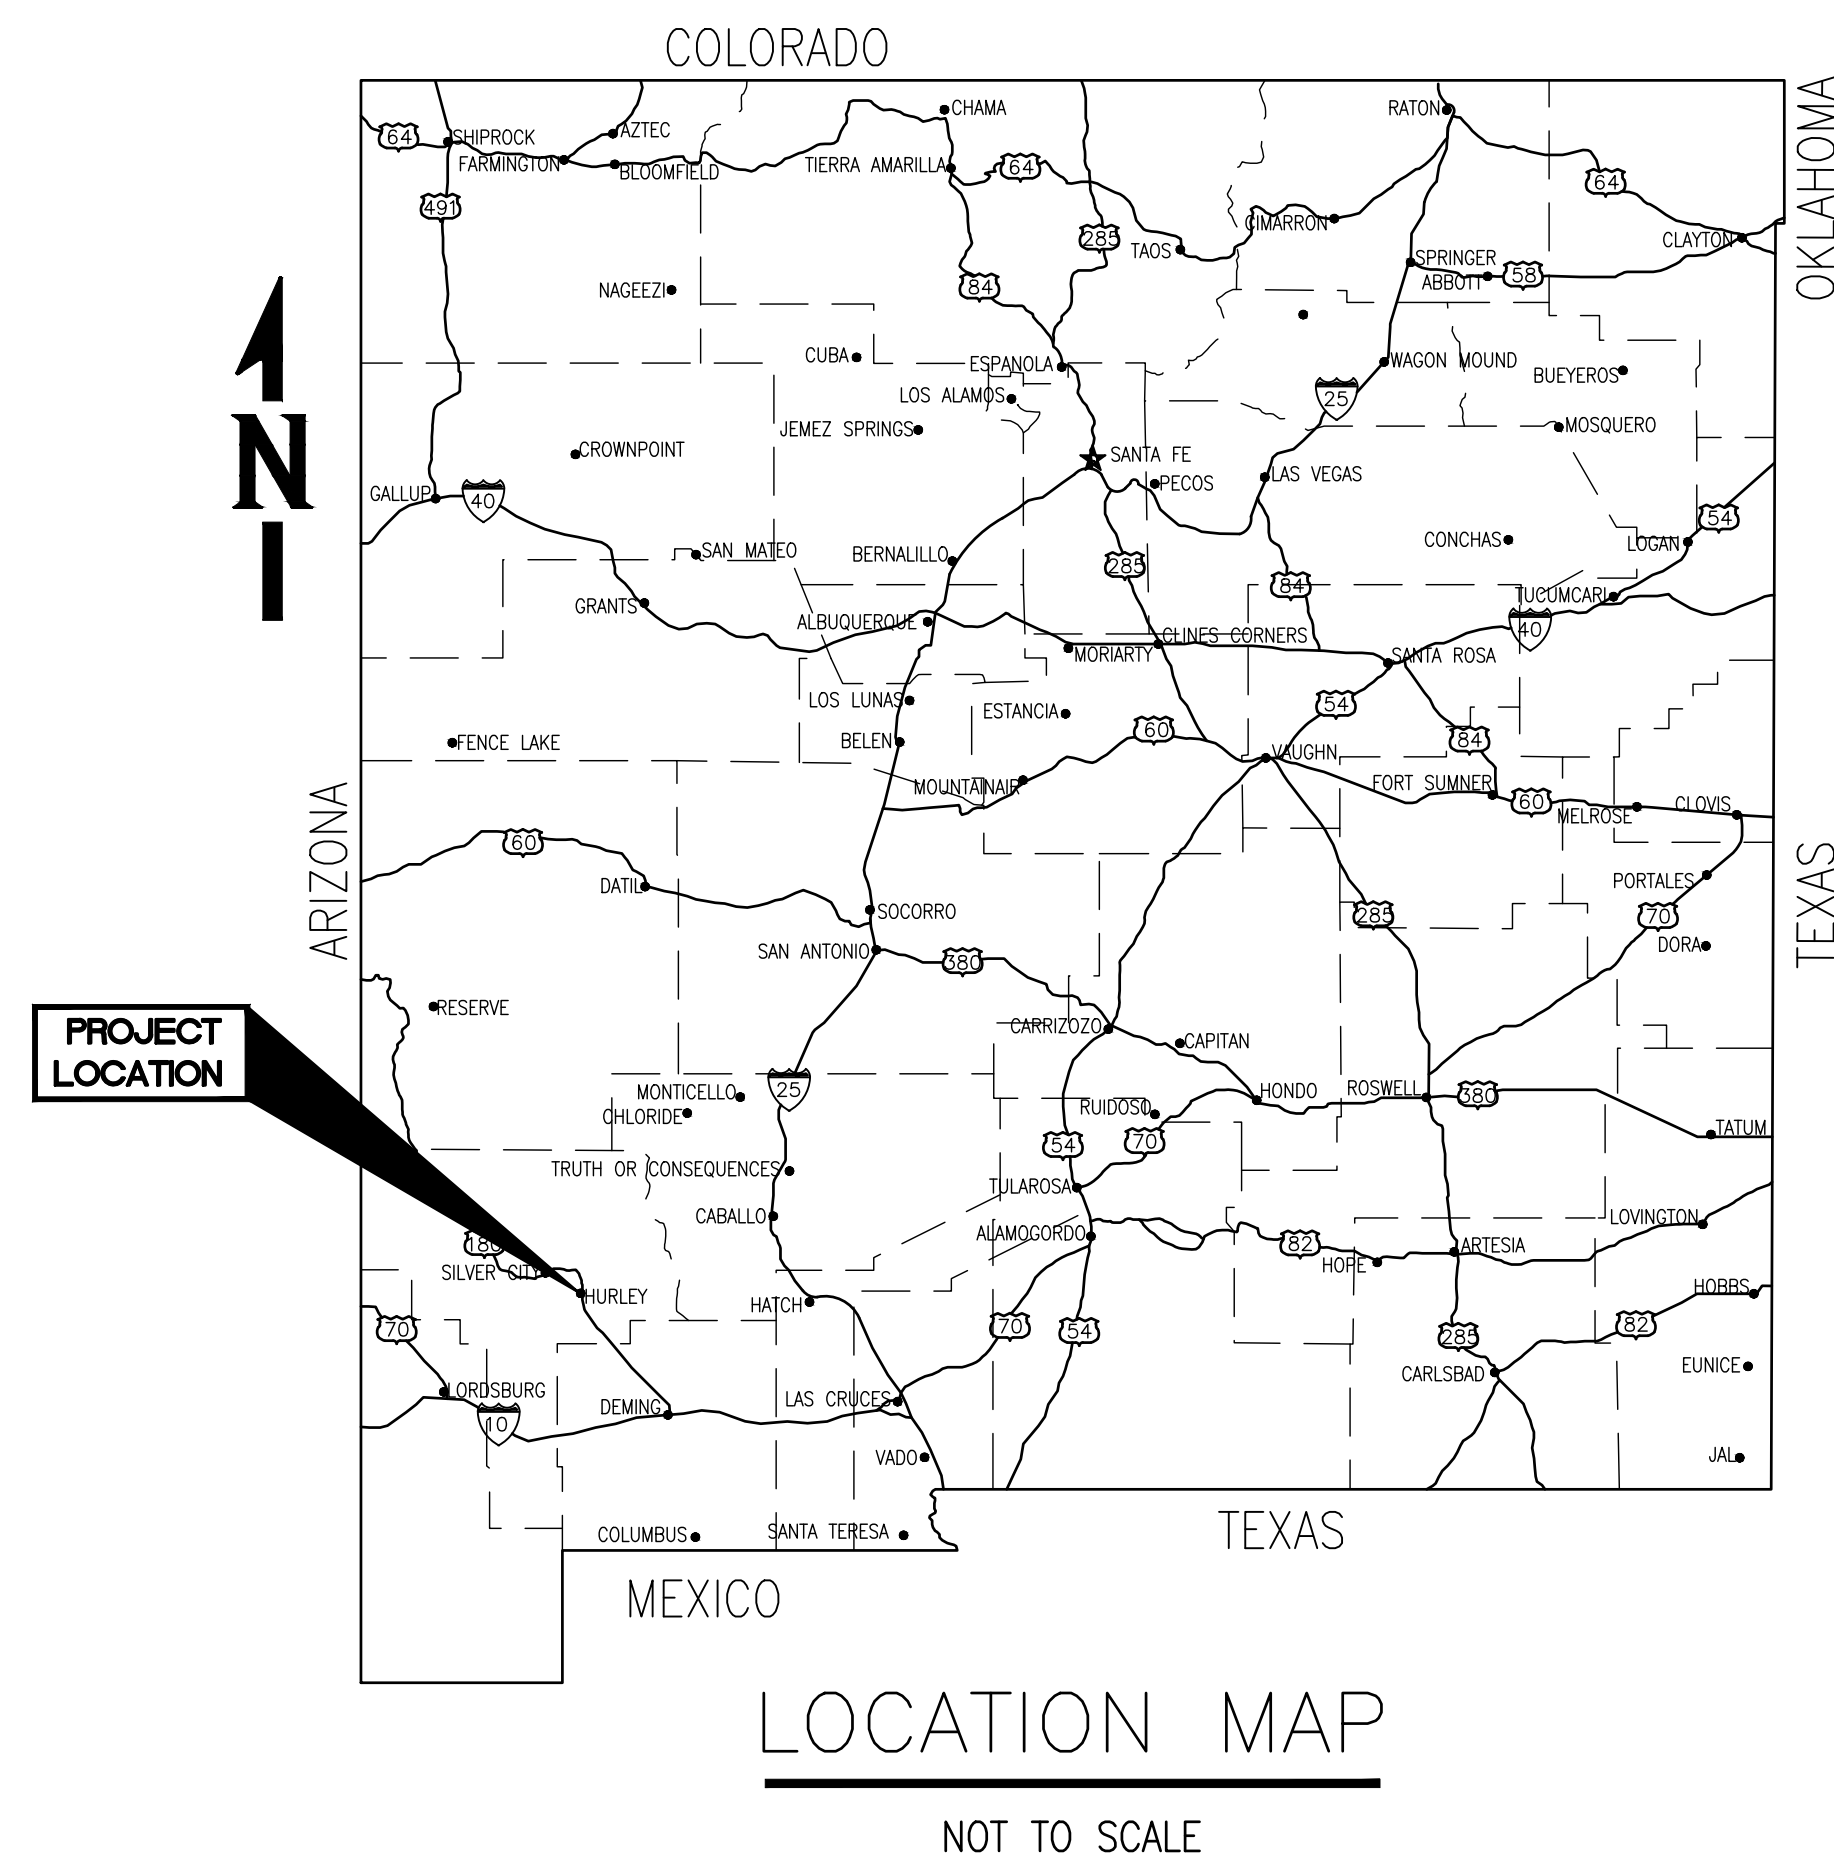 COLORADO
OKLAHOMA
CHAMA
RATON
64
SHIPROCK
AZTEC
FARMINGTON
BLOOMFIELD
TIERRA AMARILLA
64
64
491
CIMARRON
285
TAOS
CLAYTON
SPRINGER
ABBOTT
58
NAGEEZI
84
CUBA
ESPANOLA
WAGON MOUND
BUEYEROS
LOS ALAMOS
25
JEMEZ SPRINGS
MOSQUERO
CROWNPOINT
SANTA FE
N
GALLUP
40
PECOS
LAS VEGAS
54
SAN MATEO
BERNALILLO
CONCHAS
LOGAN
285
84
GRANTS
TUCUMCARI
ALBUQUERQUE
40
CLINES CORNERS
MORIARTY
SANTA ROSA
LOS LUNAS
ESTANCIA
54
FENCE LAKE
BELEN
60
84
VAUGHN
MOUNTAINAIR
FORT SUMNER
60
MELROSE
CLOVIS
ARIZONA
60
DATIL
PORTALES
TEXAS
SOCORRO
285
70
SAN ANTONIO
380
DORA
RESERVE
CARRIZOZO
CAPITAN
PROJECT
LOCATION
MONTICELLO
25
CHLORIDE
RUIDOSO
HONDO
ROSWELL
380
TATUM
54
70
TRUTH OR CONSEQUENCES
TULAROSA
CABALLO
ALAMOGORDO
LOVINGTON
180
82
ARTESIA
HOPE
SILVER CITY
HURLEY
HATCH
HOBBS
70
70
54
285
82
EUNICE
LORDSBURG
CARLSBAD
DEMING
LAS CRUCES
10
VADO
JAL
COLUMBUS
SANTA TERESA
TEXAS
MEXICO
LOCATION MAP
NOT TO SCALE